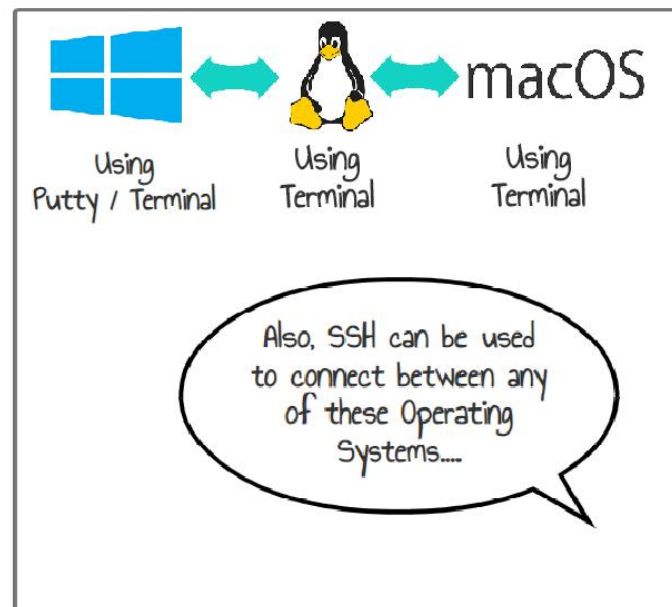 macOS
Using
Putty / Terminal
Using
Terminal
Using
Terminal
Also, SSH can be used
to connect between any
of these Operating
Systems....